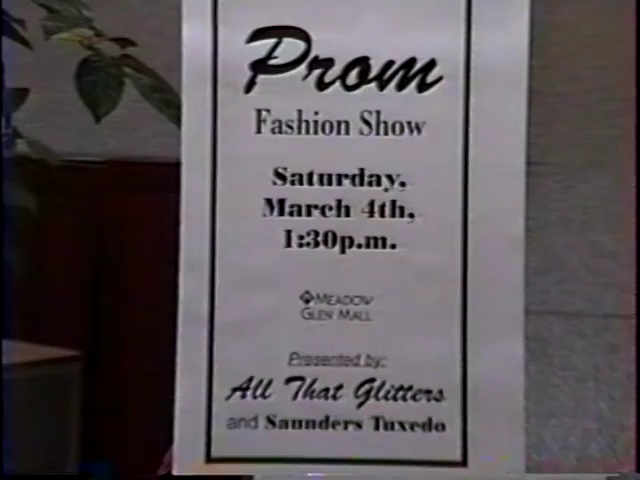 Prom
Fashion Show
Saturday,
March 4th,
1:30p.m.
MEADOW
GLEN MALL
Presented by:
All That Glitters
and Saunders Tuxedo